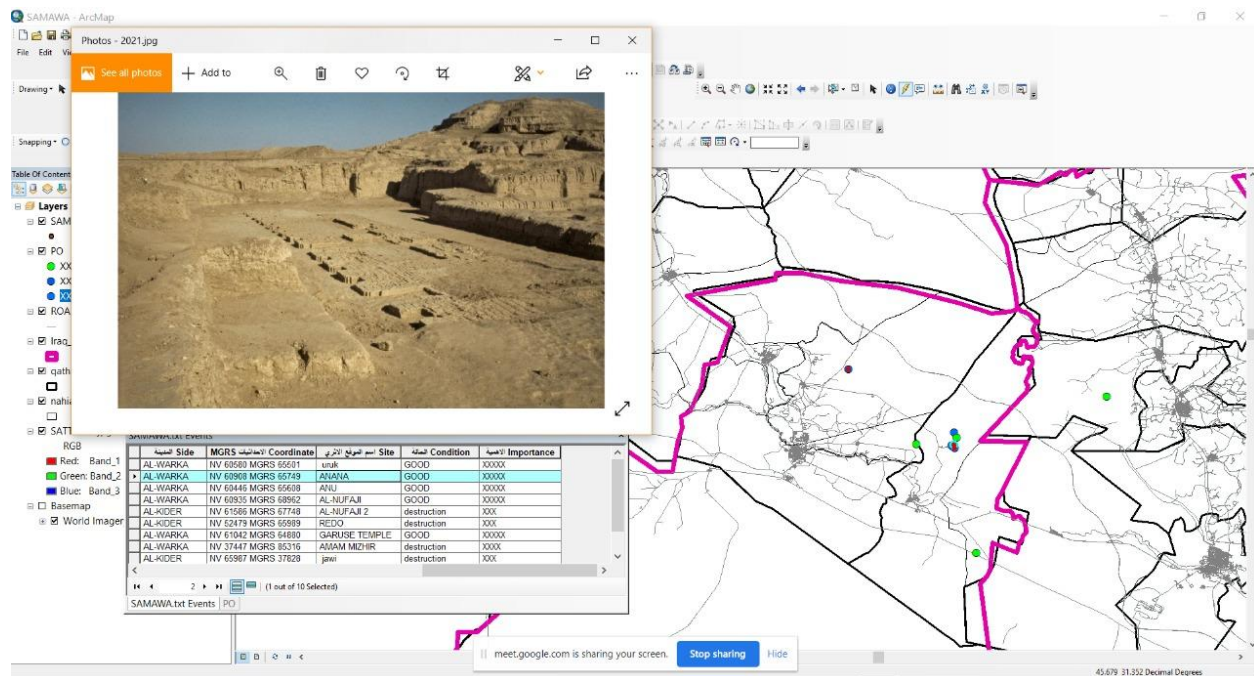 SAMAWA - ArcMap
File Edit
Photos - 2021.jpg
See all photos
Add to
Drawing
Snapping
Table Of Content
Layers
SAM
PO
XX
XX
XX
ROA
Iraq_
qath
nahia
SATT
RGB
Red: Band_1
Green: Band_2
Blue: Band_3
Basemap
World Imager
SAMAWA.txt Events
المدينة Side MGRS الاحداثيات Coordinate اسم الموقع الاثري Site الحالة Condition الاهمية Importance
AL-WARKA NV 60580 MGRS 65501 uruk GOOD XXXXX
AL-WARKA NV 60908 MGRS 65749 ANANA GOOD XXXXX
AL-WARKA NV 60446 MGRS 65608 ANU GOOD XXXXX
AL-WARKA NV 60935 MGRS 68962 AL-NUFAJI GOOD XXXX
AL-KIDER NV 61586 MGRS 67748 AL-NUFAJI 2 destruction XXX
AL-KIDER NV 52479 MGRS 65989 REDO destruction XXX
AL-WARKA NV 61042 MGRS 64880 GARUSE TEMPLE GOOD XXXXX
AL-WARKA NV 37447 MGRS 85316 AMAM MIZHIR destruction XXXX
AL-KIDER NV 65987 MGRS 37828 jawi destruction XXX
2 (1 out of 10 Selected)
SAMAWA.txt Events PO
meet.google.com is sharing your screen. Stop sharing Hide
45.679 31.352 Decimal Degrees